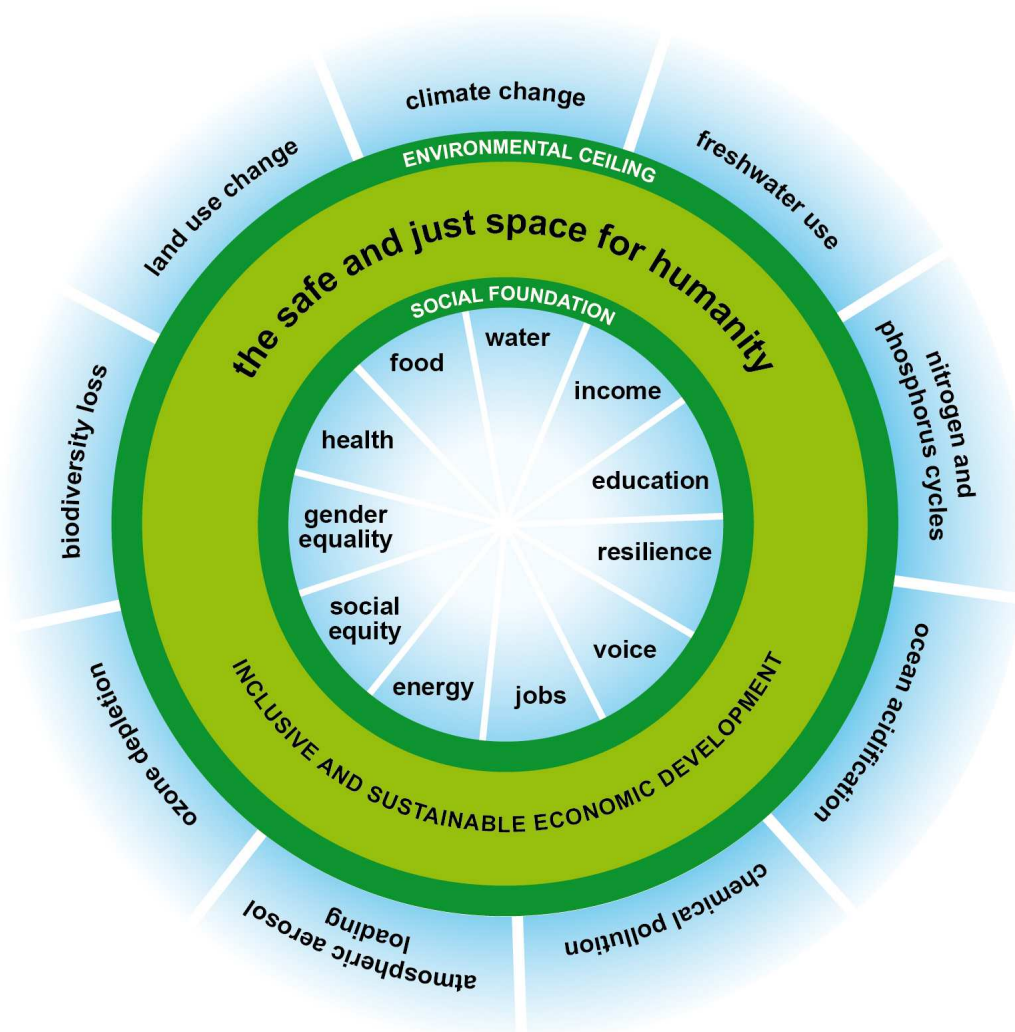 climate change
freshwater use
nitrogen and
phosphorus cycles
ocean acidification
chemical pollution
atmospheric aerosol
loading
ozone depletion
biodiversity loss
land use change
ENVIRONMENTAL CEILING
the safe and just space for humanity
SOCIAL FOUNDATION
water
income
education
resilience
voice
jobs
energy
social
equity
gender
equality
health
food
INCLUSIVE AND SUSTAINABLE ECONOMIC DEVELOPMENT